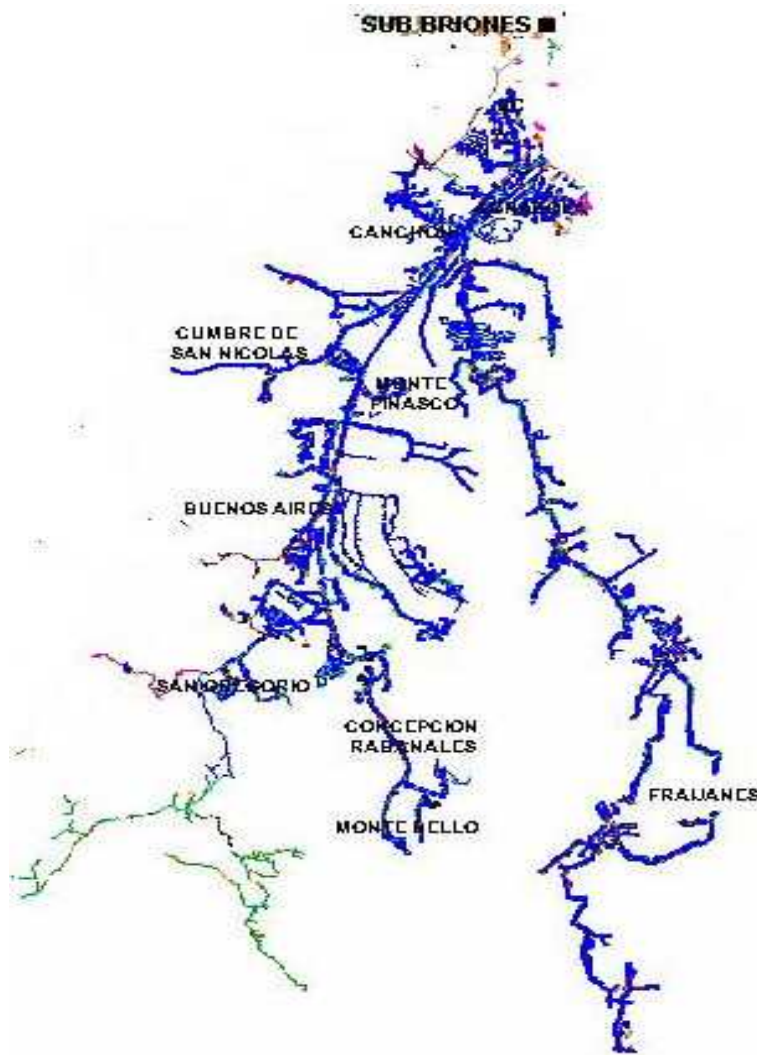 SUB BRIONES
CANCHON
CUMBRE DE
SAN NICOLAS
MONTE
PINASCO
BUENOS AIRES
SAN GREGORIO
CONCEPCION
RABANALES
FRAIJANES
MONTE BELLO